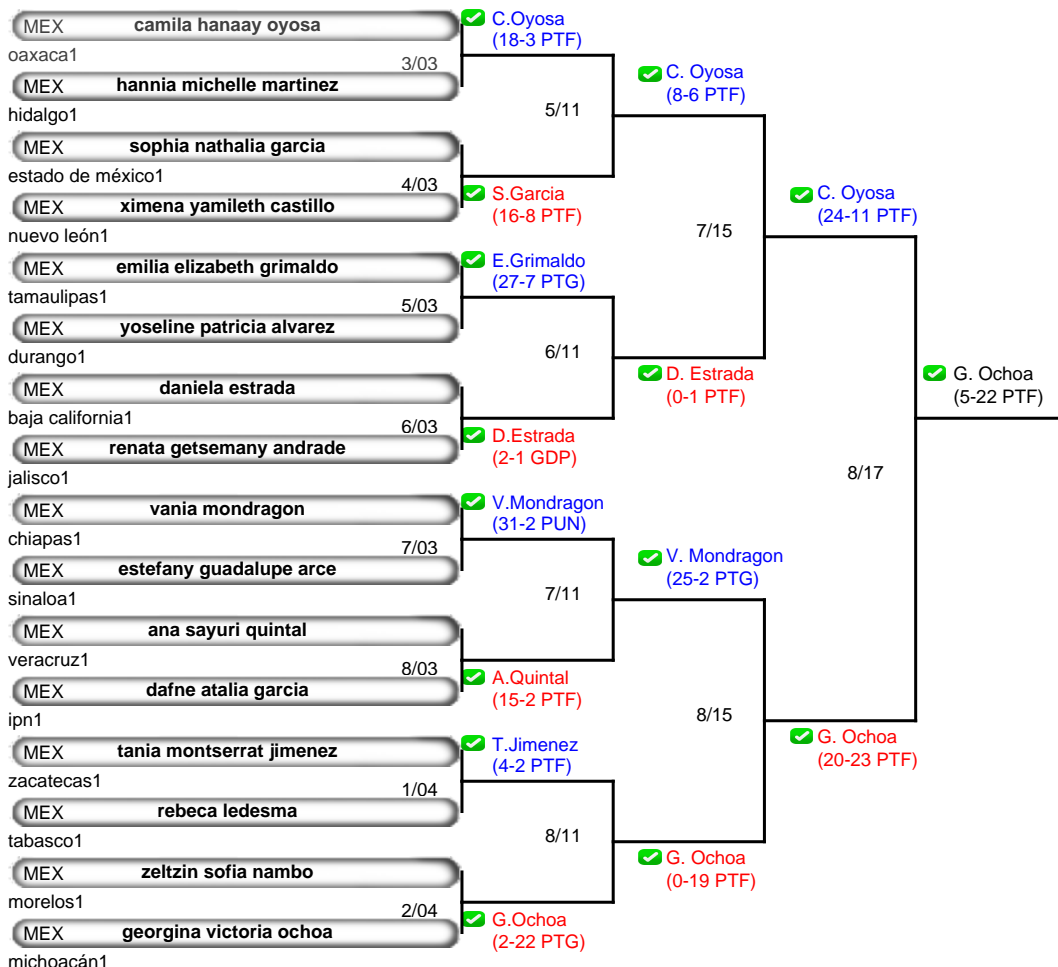 MEX camila hanaay oyosa
C.Oyosa
(18-3 PTF)
oaxaca1
3/03
MEX hannia michelle martinez
C. Oyosa
(8-6 PTF)
hidalgo1
5/11
MEX sophia nathalia garcia
estado de méxico1
4/03
S.Garcia
(16-8 PTF)
MEX ximena yamileth castillo
C. Oyosa
(24-11 PTF)
nuevo león1
7/15
MEX emilia elizabeth grimaldo
E.Grimaldo
(27-7 PTG)
tamaulipas1
5/03
MEX yoseline patricia alvarez
durango1
6/11
D. Estrada
(0-1 PTF)
G. Ochoa
(5-22 PTF)
MEX daniela estrada
baja california1
6/03
D.Estrada
(2-1 GDP)
MEX renata getsemany andrade
jalisco1
8/17
MEX vania mondragon
V.Mondragon
(31-2 PUN)
chiapas1
7/03
MEX estefany guadalupe arce
V. Mondragon
(25-2 PTG)
sinaloa1
7/11
MEX ana sayuri quintal
veracruz1
8/03
A.Quintal
(15-2 PTF)
MEX dafne atalia garcia
ipn1
8/15
G. Ochoa
(20-23 PTF)
MEX tania montserrat jimenez
T.Jimenez
(4-2 PTF)
zacatecas1
1/04
MEX rebeca ledesma
tabasco1
8/11
G. Ochoa
(0-19 PTF)
MEX zeltzin sofia nambo
morelos1
2/04
G.Ochoa
(2-22 PTG)
MEX georgina victoria ochoa
michoacán1